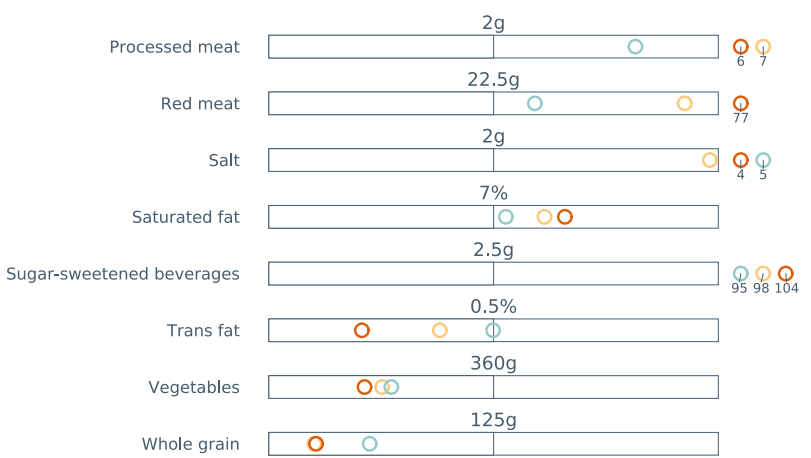 2g
Processed meat
6 7
22.5g
Red meat
77
2g
Salt
4 5
7%
Saturated fat
2.5g
Sugar-sweetened beverages
95 98 104
0.5%
Trans fat
360g
Vegetables
125g
Whole grain